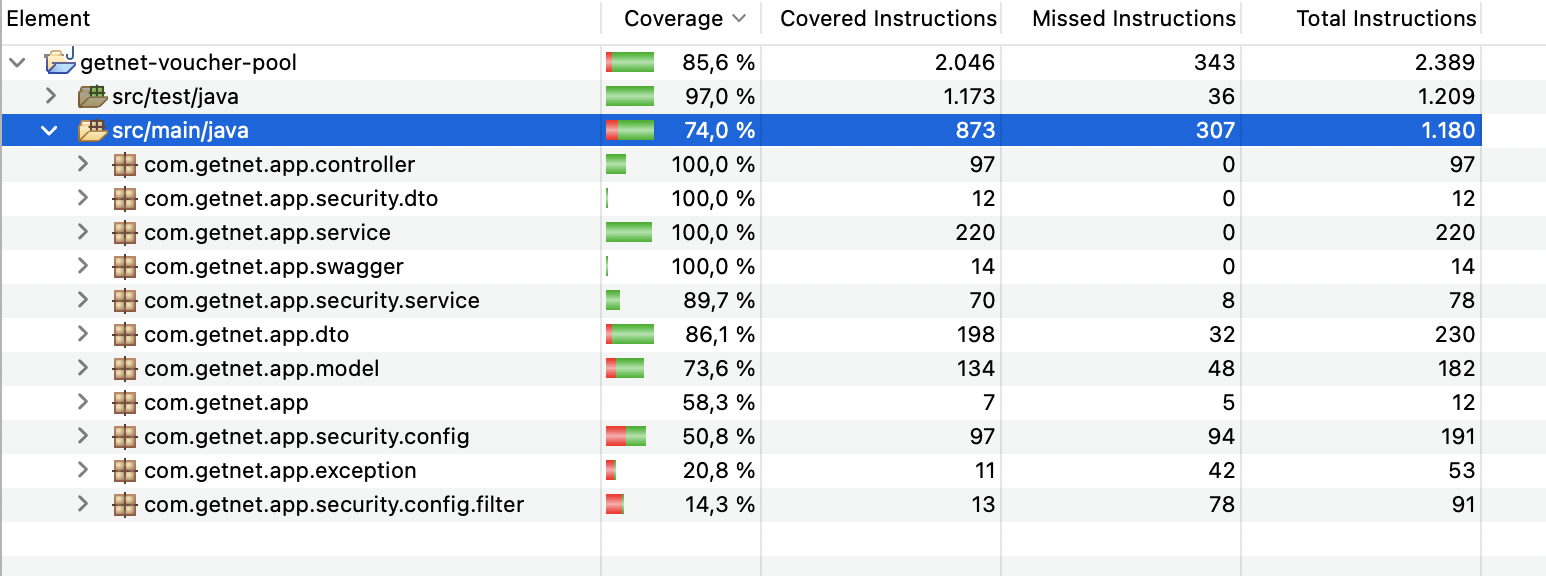 Element Coverage Covered Instructions Missed Instructions Total Instructions
getnet-voucher-pool 85,6 % 2.046 343 2.389
src/test/java 97,0 % 1.173 36 1.209
src/main/java 74,0 % 873 307 1.180
com.getnet.app.controller 100,0 % 97 0 97
com.getnet.app.security.dto 100,0 % 12 0 12
com.getnet.app.service 100,0 % 220 0 220
com.getnet.app.swagger 100,0 % 14 0 14
com.getnet.app.security.service 89,7 % 70 8 78
com.getnet.app.dto 86,1 % 198 32 230
com.getnet.app.model 73,6 % 134 48 182
com.getnet.app 58,3 % 7 5 12
com.getnet.app.security.config 50,8 % 97 94 191
com.getnet.app.exception 20,8 % 11 42 53
com.getnet.app.security.config.filter 14,3 % 13 78 91